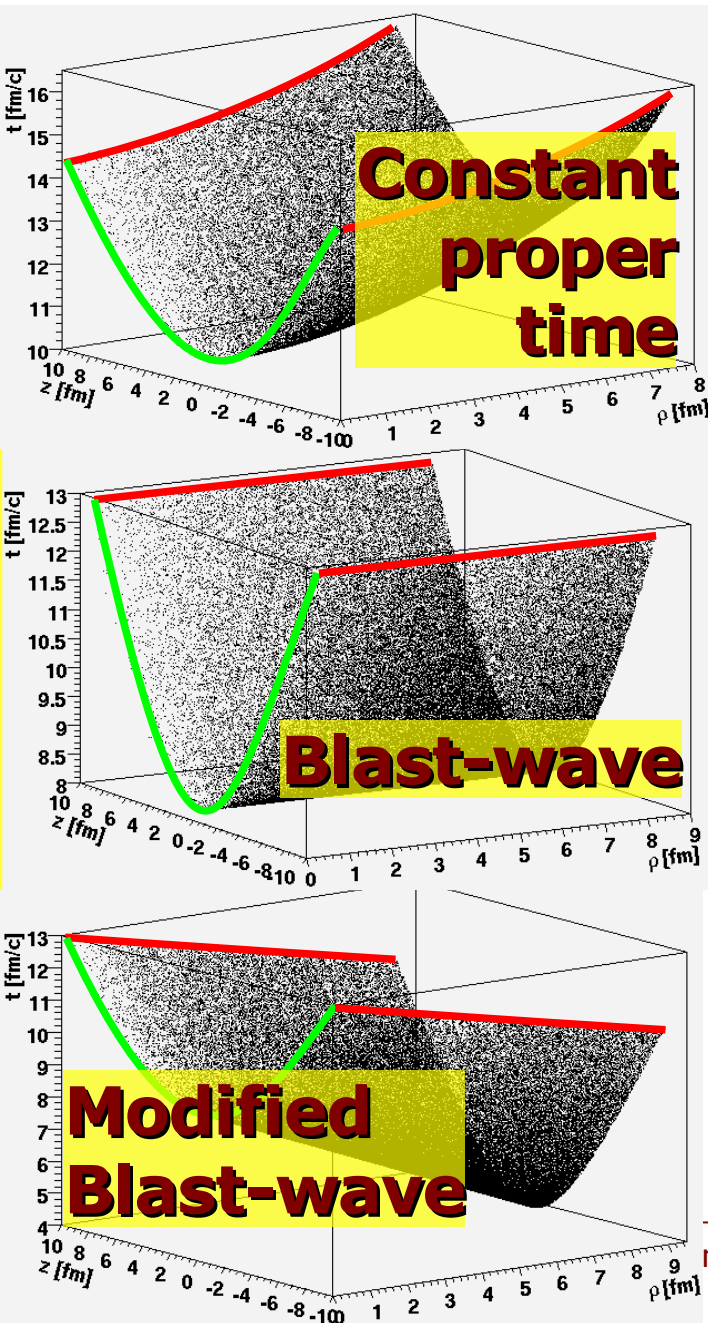 t [fm/c]
16
15
14
13
12
11
10
10 8 6 4 2 0 -2 -4 -6 -8 -10
z [fm]
0 1 2 3 4 5 6 7 8
ρ [fm]
Constant
proper
time
t [fm/c]
13
12.5
12
11.5
11
10.5
10
9.5
9
8.5
8
10 8 6 4 2 0 -2 -4 -6 -8 -10
z [fm]
0 1 2 3 4 5 6 7 8 9
ρ [fm]
Blast-wave
t [fm/c]
13
12
11
10
9
8
7
6
5
4
10 8 6 4 2 0 -2 -4 -6 -8 -10
z [fm]
0 1 2 3 4 5 6 7 8 9
ρ [fm]
Modified
Blast-wave